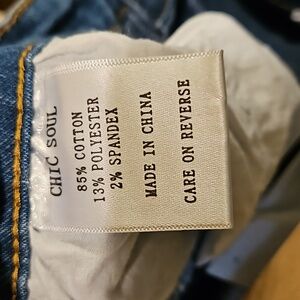 CHIC SOUL
85% COTTON
13% POLYESTER
2% SPANDEX
MADE IN CHINA
CARE ON REVERSE